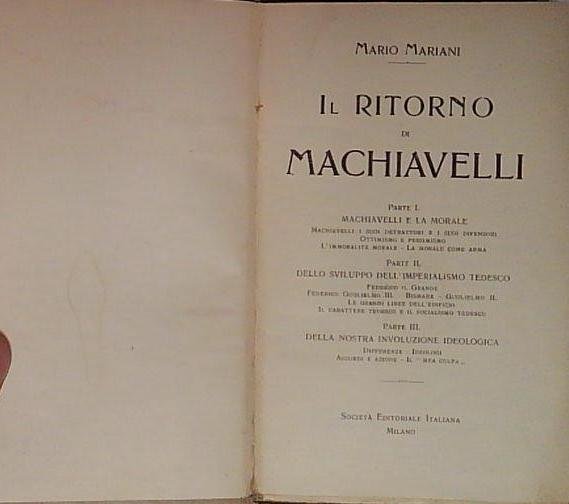 MARIO MARIANI
IL RITORNO
DI
MACHIAVELLI
PARTE I.
MACHIAVELLI E LA MORALE
MACHIAVELLI I SUOI DETRATTORI E I SUOI DIFENSORI
OTTIMISMO E PESSIMISMO
L'IMMORALITÀ MORALE - LA MORALE COME ARMA
PARTE II.
DELLO SVILUPPO DELL'IMPERIALISMO TEDESCO
FEDERICO IL GRANDE
FEDERICO GUGLIELMO III. BISMARK - GUGLIELMO II.
LE GRANDI LINEE DELL'EDIFICIO
IL CARATTERE TEDESCO E IL SOCIALISMO TEDESCO
PARTE III.
DELLA NOSTRA INVOLUZIONE IDEOLOGICA
DIFFERENZE - IDEOLOGI
E AZIONE - IL "MEA CULPA„
SOCIETÀ EDITORIALE ITALIANA
MILANO